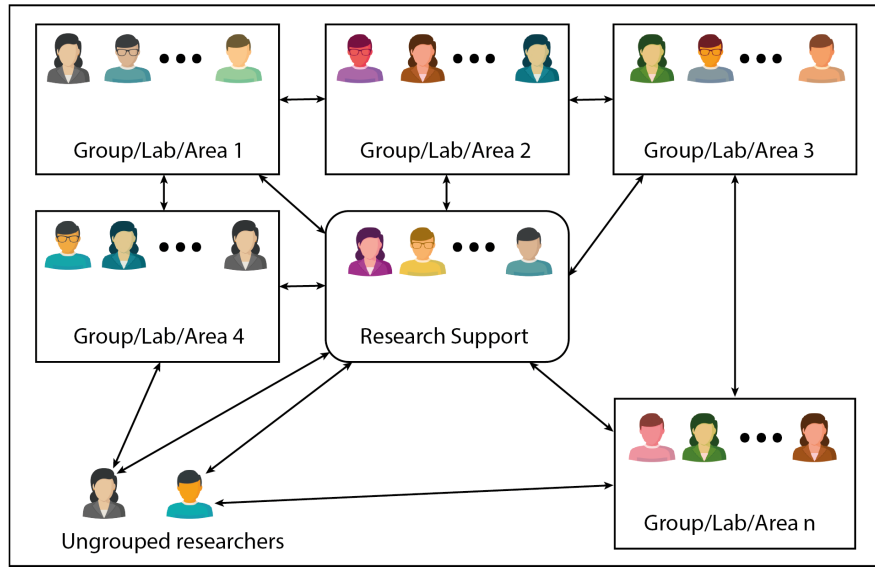 Group/Lab/Area 1
Group/Lab/Area 2
Group/Lab/Area 3
Group/Lab/Area 4
Research Support
Ungrouped researchers
Group/Lab/Area n